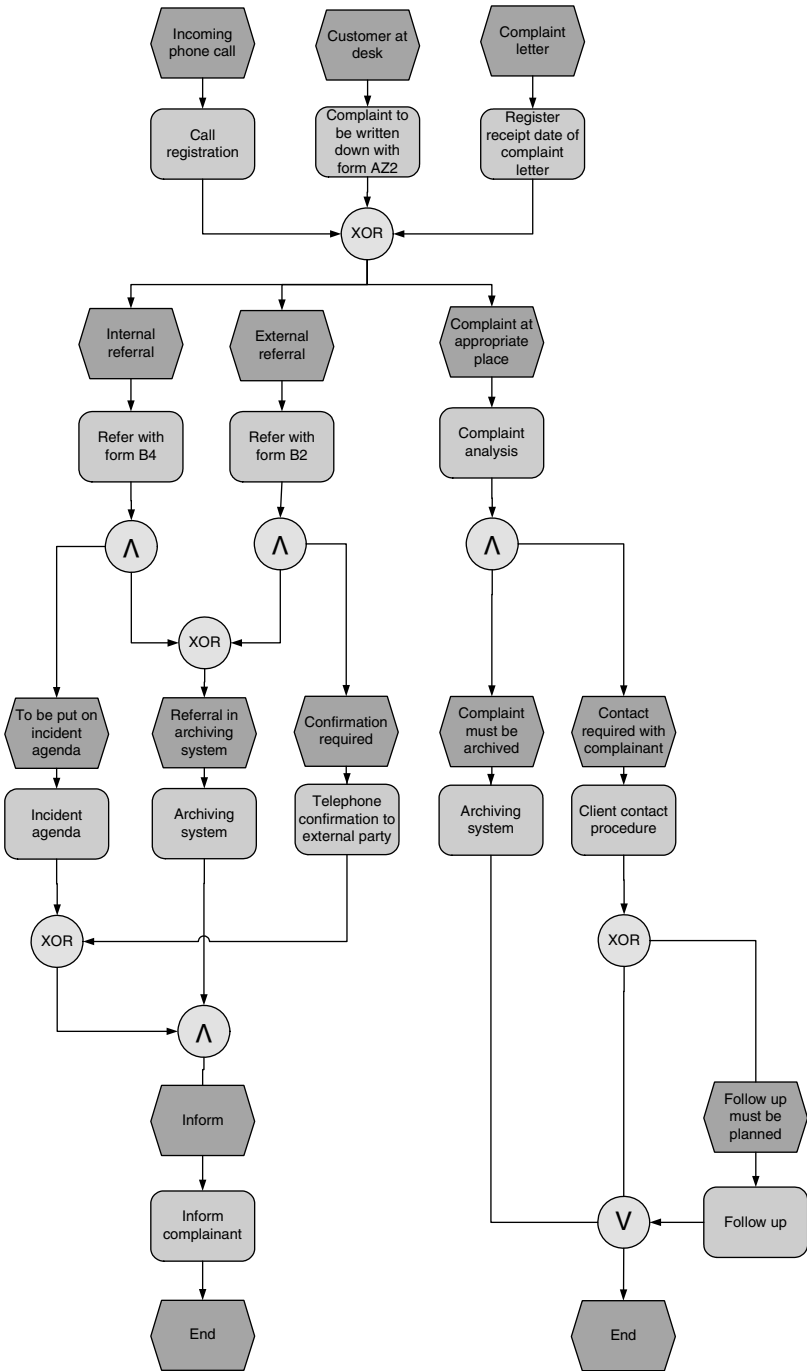 Incoming
phone call
Customer at
desk
Complaint
letter
Call
registration
Complaint to
be written
down with
form AZ2
Register
receipt date of
complaint
letter
XOR
Internal
referral
External
referral
Complaint at
appropriate
place
Refer with
form B4
Refer with
form B2
Complaint
analysis
Λ
Λ
Λ
XOR
To be put on
incident
agenda
Referral in
archiving
system
Confirmation
required
Complaint
must be
archived
Contact
required with
complainant
Incident
agenda
Archiving
system
Telephone
confirmation to
external party
Archiving
system
Client contact
procedure
XOR
XOR
Λ
Inform
Follow up
must be
planned
Inform
complainant
V
Follow up
End
End